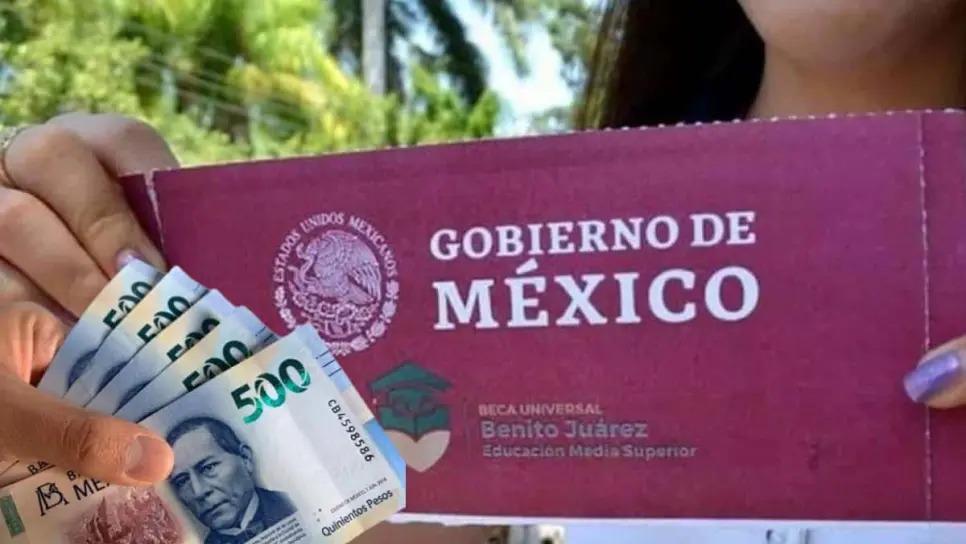 ESTADOS UNIDOS MEXICANOS
GOBIERNO DE
MÉXICO
BECA UNIVERSAL
Benito Juárez
Educación Media Superior
500
500
500
500
500
CB4598586
Quinientos Pesos